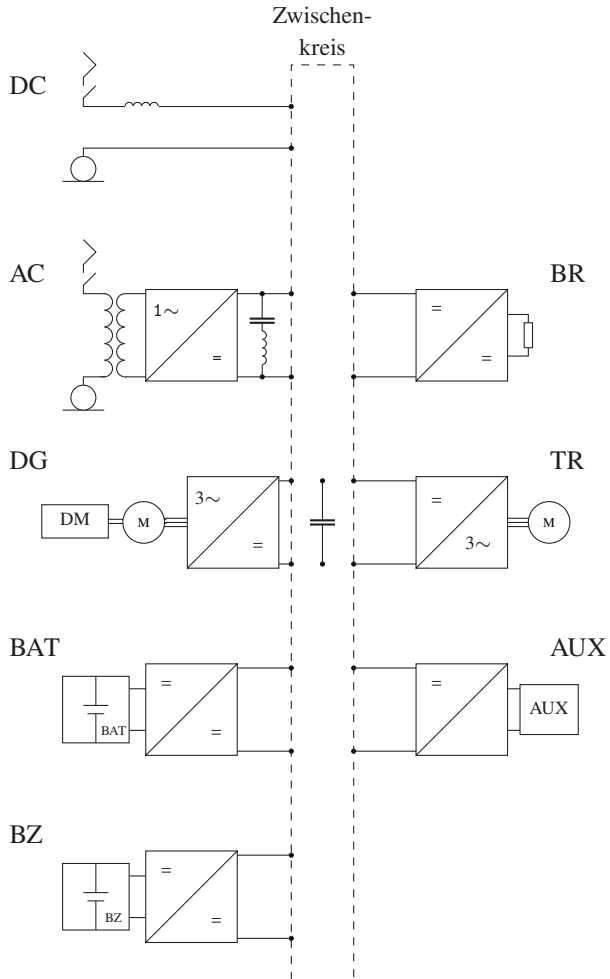 Zwischen-
kreis
DC
AC
1∼
=
BR
=
=
DG
DM
M
3∼
=
TR
=
3∼
M
BAT
BAT
=
=
AUX
=
AUX
BZ
BZ
=
=